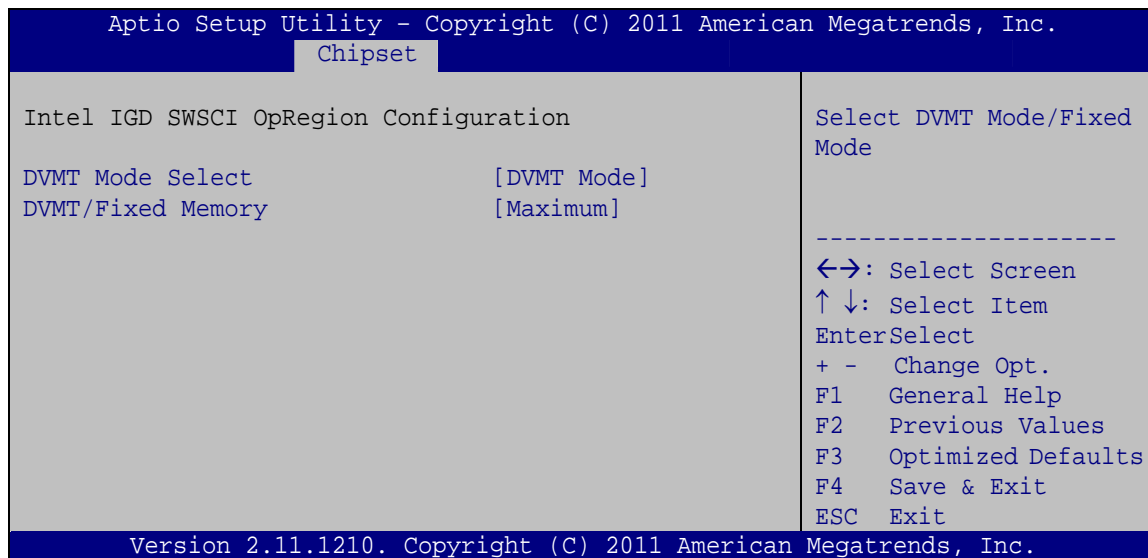 Aptio Setup Utility – Copyright (C) 2011 American Megatrends, Inc.
Chipset
Intel IGD SWSCI OpRegion Configuration
DVMT Mode Select [DVMT Mode]
DVMT/Fixed Memory [Maximum]
Select DVMT Mode/Fixed
Mode
---------------------
←→: Select Screen
↑ ↓: Select Item
EnterSelect
+ - Change Opt.
F1 General Help
F2 Previous Values
F3 Optimized Defaults
F4 Save & Exit
ESC Exit
Version 2.11.1210. Copyright (C) 2011 American Megatrends, Inc.